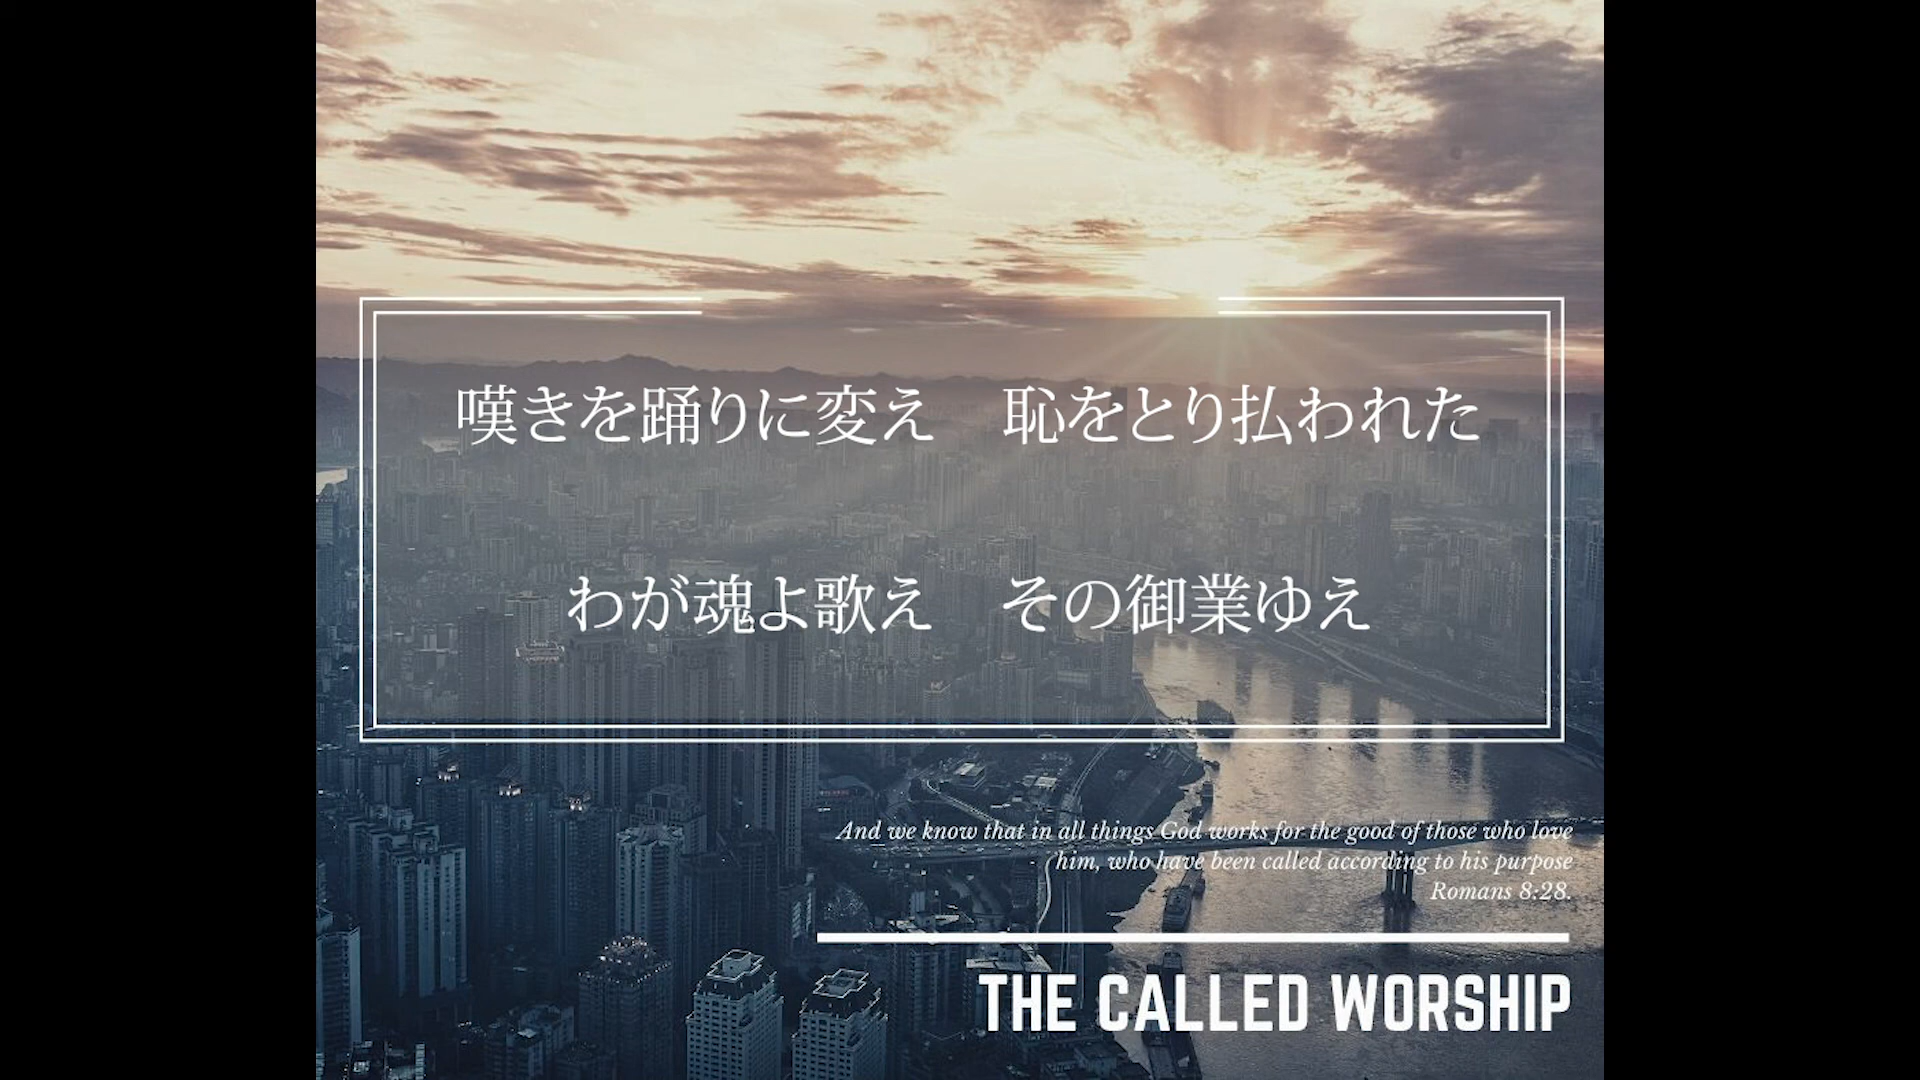 嘆きを踊りに変え　恥をとり払われた
わが魂よ歌え　その御業ゆえ
And we know that in all things God works for the good of those who love
him, who have been called according to his purpose
Romans 8:28.
THE CALLED WORSHIP